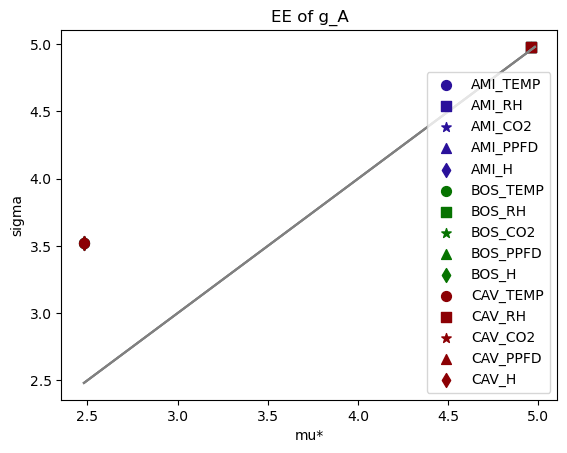 EE of g_A
5.0
4.5
4.0
3.5
3.0
2.5
sigma
AMI_TEMP
AMI_RH
AMI_CO2
AMI_PPFD
AMI_H
BOS_TEMP
BOS_RH
BOS_CO2
BOS_PPFD
BOS_H
CAV_TEMP
CAV_RH
CAV_CO2
CAV_PPFD
CAV_H
2.5 3.0 3.5 4.0 4.5 5.0
mu*